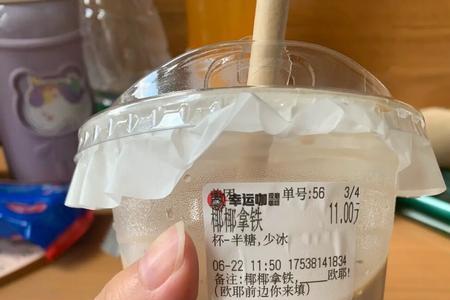 幸运咖 单号:56 3/4
椰椰拿铁 11.00元
杯-半糖,少冰
06-22 11:50 17538141834
备注:椰椰拿铁,____欧耶!
(欧耶前边你来填)